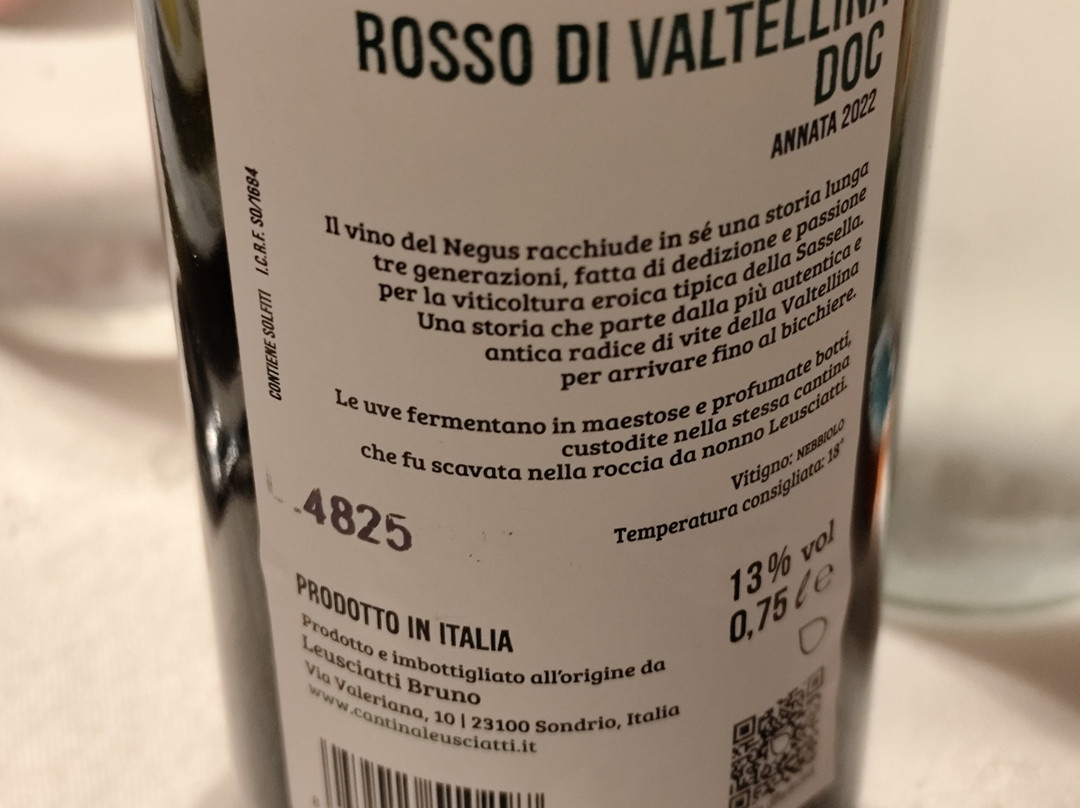 ROSSO DI VALTELLINA
DOC
ANNATA 2022
CONTIENE SOLFITI I.C.R.F. SO/1684
Il vino del Negus racchiude in sé una storia lunga
tre generazioni, fatta di dedizione e passione
per la viticoltura eroica tipica della Sassella.
Una storia che parte dalla più autentica e
antica radice di vite della Valtellina
per arrivare fino al bicchiere.
Le uve fermentano in maestose e profumate botti,
custodite nella stessa cantina
che fu scavata nella roccia da nonno Leusciatti.
Vitigno: NEBBIOLO
Temperatura consigliata: 18°
L.4825
13% vol
0,75 ℓ e
PRODOTTO IN ITALIA
Prodotto e imbottigliato all'origine da
Leusciatti Bruno
Via Valeriana, 10 | 23100 Sondrio, Italia
www.cantinaleusciatti.it